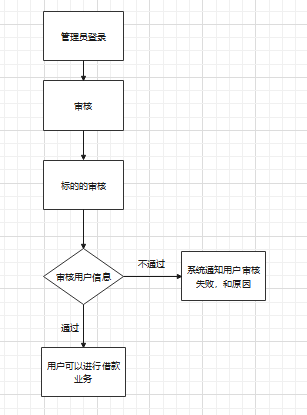 管理员登录
审核
标的的审核
审核用户信息
不通过
系统通知用户审核
失败，和原因
通过
用户可以进行借款
业务